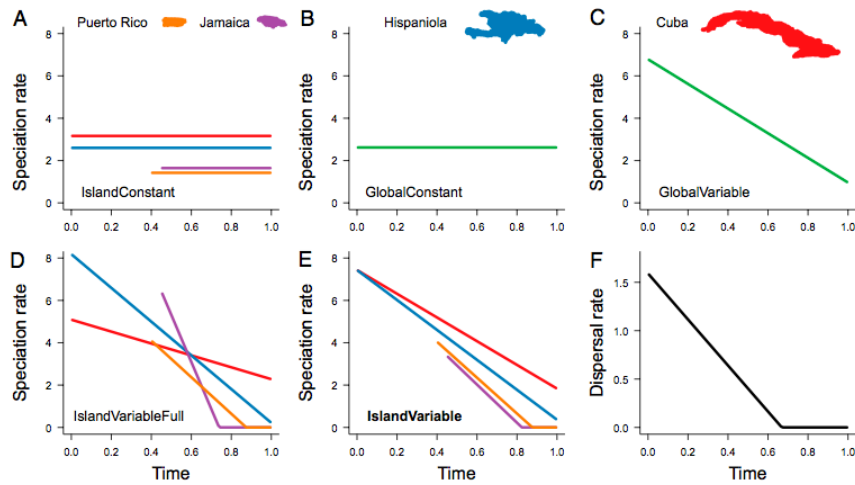 A Puerto Rico Jamaica
B Hispaniola
C Cuba
Speciation rate
8
6
4
2
0
IslandConstant
0.0 0.2 0.4 0.6 0.8 1.0
Speciation rate
8
6
4
2
0
GlobalConstant
0.0 0.2 0.4 0.6 0.8 1.0
Speciation rate
8
6
4
2
0
GlobalVariable
0.0 0.2 0.4 0.6 0.8 1.0
D
Speciation rate
8
6
4
2
0
IslandVariableFull
0.0 0.2 0.4 0.6 0.8 1.0
Time
E
Speciation rate
8
6
4
2
0
IslandVariable
0.0 0.2 0.4 0.6 0.8 1.0
Time
F
Dispersal rate
1.5
1.0
0.5
0.0
0.0 0.2 0.4 0.6 0.8 1.0
Time